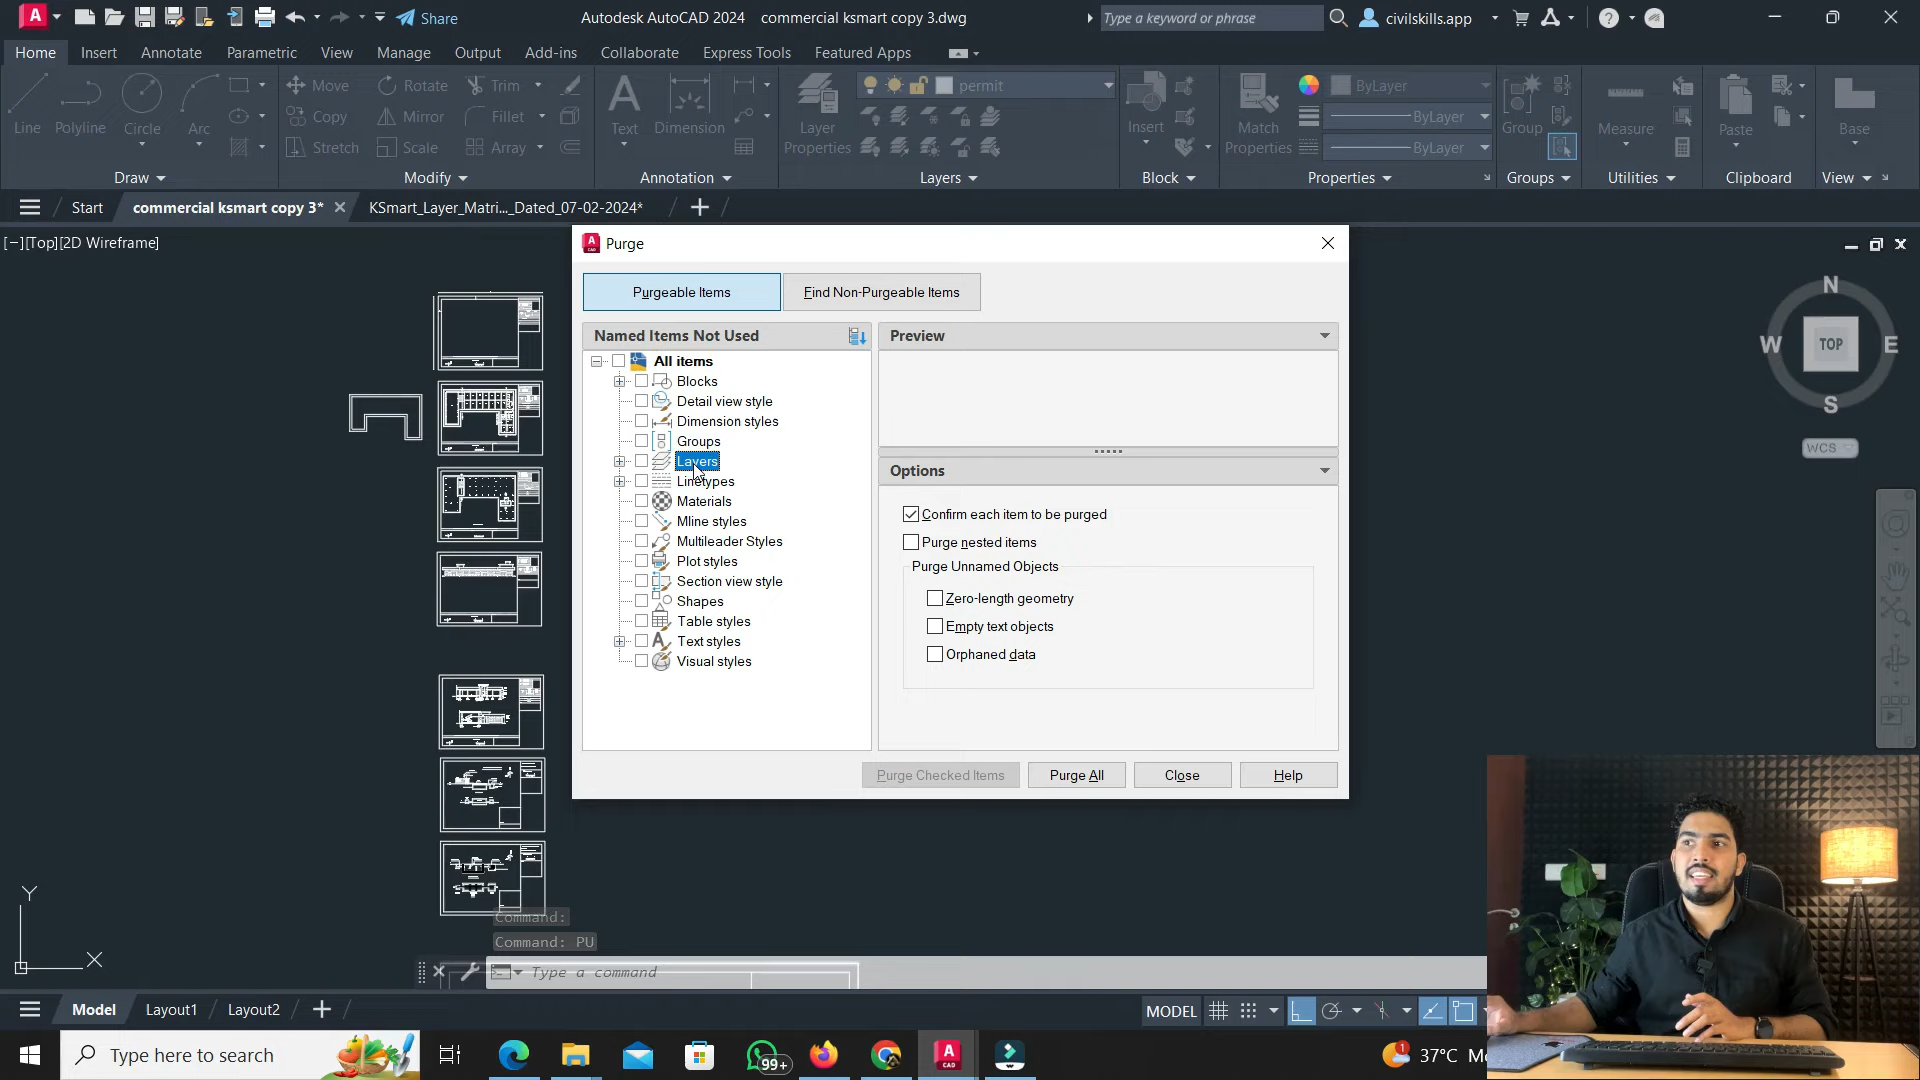 Share
Autodesk AutoCAD 2024 commercial ksmart copy 3.dwg
Type a keyword or phrase
civilskills.app
Home Insert Annotate Parametric View Manage Output Add-ins Collaborate Express Tools Featured Apps
Line Polyline Circle Arc
Move Rotate Trim
Copy Mirror Fillet
Stretch Scale Array
Text Dimension
Layer Properties
permit
Insert
Match Properties
ByLayer
ByLayer
ByLayer
Group
Measure
Paste
Base
Draw Modify Annotation Layers Block Properties Groups Utilities Clipboard View
Start commercial ksmart copy 3* KSmart_Layer_Matri..._Dated_07-02-2024*
[−][Top][2D Wireframe]
Purge
Purgeable Items Find Non-Purgeable Items
Named Items Not Used
All items
Blocks
Detail view style
Dimension styles
Groups
Layers
Linetypes
Materials
Mline styles
Multileader Styles
Plot styles
Section view style
Shapes
Table styles
Text styles
Visual styles
Preview
Options
Confirm each item to be purged
Purge nested items
Purge Unnamed Objects
Zero-length geometry
Empty text objects
Orphaned data
Purge Checked Items Purge All Close Help
N
W TOP E
S
WCS
Y
X
Command:
Command: PU
Type a command
Model Layout1 Layout2
MODEL
Type here to search
99+
1
37°C